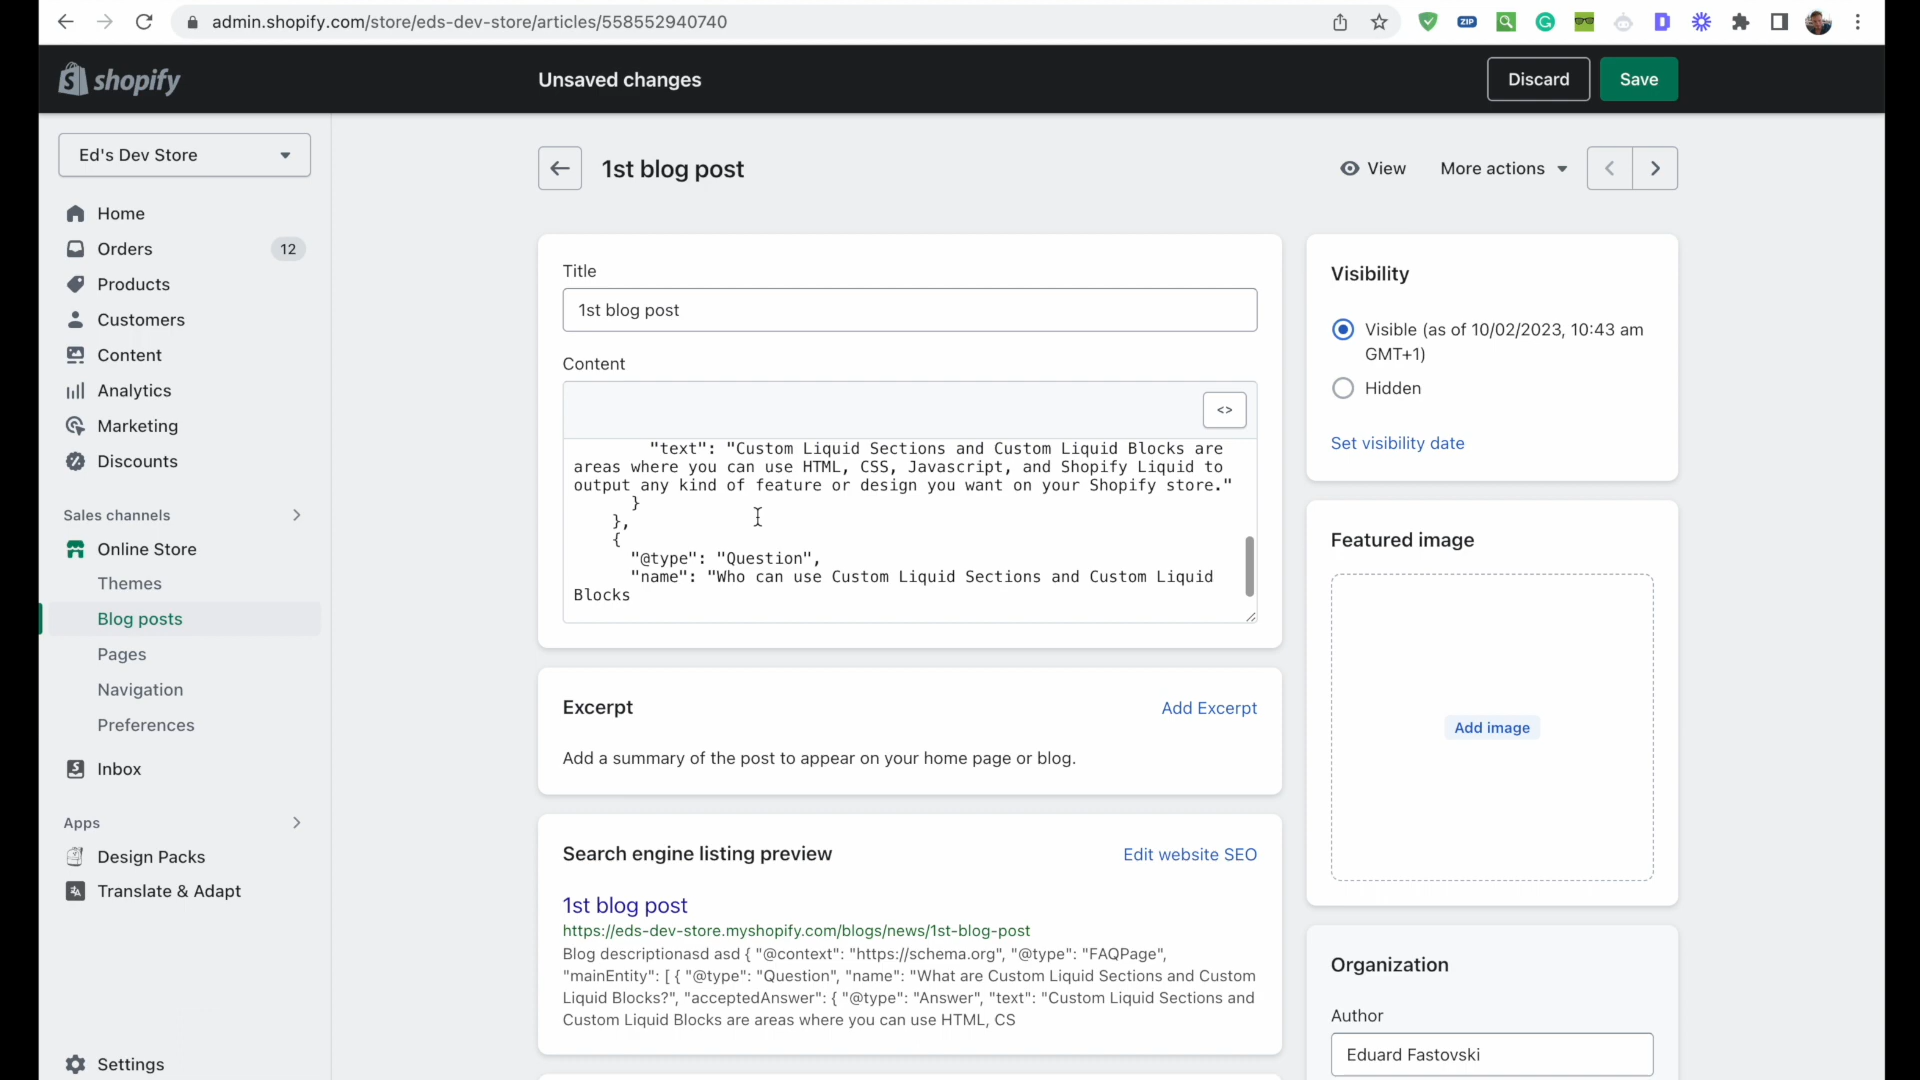 admin.shopify.com/store/eds-dev-store/articles/558552940740
ZIP
shopify
Unsaved changes
Discard
Save
Ed's Dev Store
1st blog post
View
More actions
Home
Orders
12
Products
Customers
Content
Analytics
Marketing
Discounts
Sales channels
Online Store
Themes
Blog posts
Pages
Navigation
Preferences
Inbox
Apps
Design Packs
Translate & Adapt
Settings
Title
1st blog post
Content
<>
"text": "Custom Liquid Sections and Custom Liquid Blocks are
areas where you can use HTML, CSS, Javascript, and Shopify Liquid to
output any kind of feature or design you want on your Shopify store."
}
},
{
"@type": "Question",
"name": "Who can use Custom Liquid Sections and Custom Liquid
Blocks
Excerpt
Add Excerpt
Add a summary of the post to appear on your home page or blog.
Search engine listing preview
Edit website SEO
1st blog post
https://eds-dev-store.myshopify.com/blogs/news/1st-blog-post
Blog descriptionasd asd { "@context": "https://schema.org", "@type": "FAQPage",
"mainEntity": [ { "@type": "Question", "name": "What are Custom Liquid Sections and Custom
Liquid Blocks?", "acceptedAnswer": { "@type": "Answer", "text": "Custom Liquid Sections and
Custom Liquid Blocks are areas where you can use HTML, CS
Visibility
Visible (as of 10/02/2023, 10:43 am
GMT+1)
Hidden
Set visibility date
Featured image
Add image
Organization
Author
Eduard Fastovski